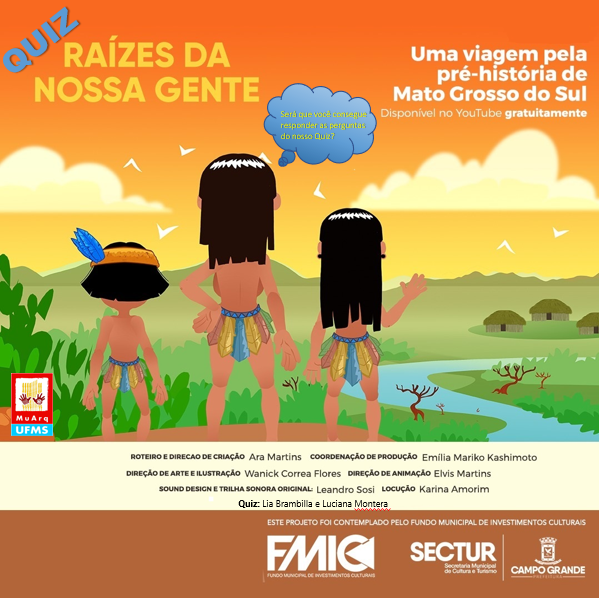 QUIZ
RAÍZES DA
NOSSA GENTE
Uma viagem pela
pré-história de
Mato Grosso do Sul
Disponível no YouTube gratuitamente
Será que você consegue
responder as perguntas
do nosso Quiz?
MuArq
UFMS
ROTEIRO E DIRECAO DE CRIAÇÃO Ara Martins COORDENAÇÃO DE PRODUÇÃO Emília Mariko Kashimoto
DIREÇÃO DE ARTE E ILUSTRAÇÃO Wanick Correa Flores DIREÇÃO DE ANIMAÇÃO Elvis Martins
SOUND DESIGN E TRILHA SONORA ORIGINAL: Leandro Sosi LOCUÇÃO Karina Amorim
Quiz: Lia Brambilla e Luciana Montera
ESTE PROJETO FOI CONTEMPLADO PELO FUNDO MUNICIPAL DE INVESTIMENTOS CULTURAIS
FMIC
FUNDO MUNICIPAL DE INVESTIMENTOS CULTURAIS
SECTUR
Secretaria Municipal
de Cultura e Turismo
CAMPO GRANDE
PREFEITURA